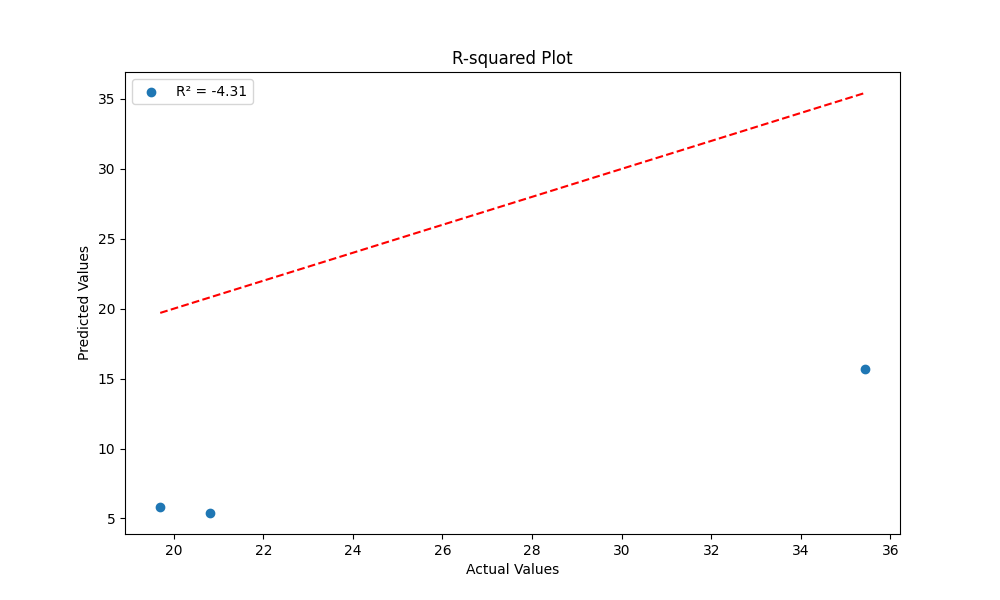 R-squared Plot
R² = -4.31
35
30
25
20
15
10
5
Predicted Values
20 22 24 26 28 30 32 34 36
Actual Values